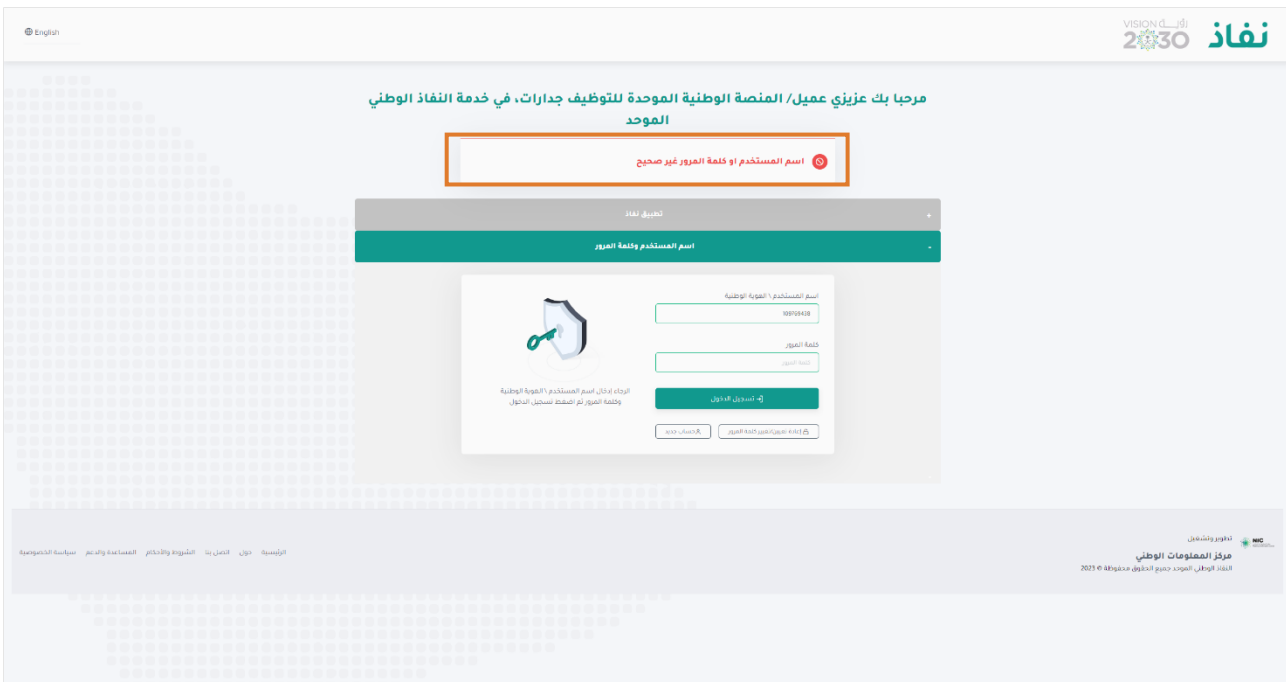 English
رؤيــة VISION
2030
نفاذ
مرحبا بك عزيزي عميل/ المنصة الوطنية الموحدة للتوظيف جدارات، في خدمة النفاذ الوطني
الموحد
اسم المستخدم او كلمة المرور غير صحيح
تطبيق نفاذ
+
اسم المستخدم وكلمة المرور
-
اسم المستخدم \ الهوية الوطنية
كلمة المرور
كلمة المرور
تسجيل الدخول
الرجاء إدخال اسم المستخدم \ الهوية الوطنية
وكلمة المرور ثم اضغط تسجيل الدخول
إعادة تعيين/تغيير كلمة المرور
حساب جديد
تطوير وتشغيل
NIC
مركز المعلومات الوطني
النفاذ الوطني الموحد جميع الحقوق محفوظة © 2023
الرئيسية حول اتصل بنا الشروط والأحكام المساعدة والدعم سياسة الخصوصية